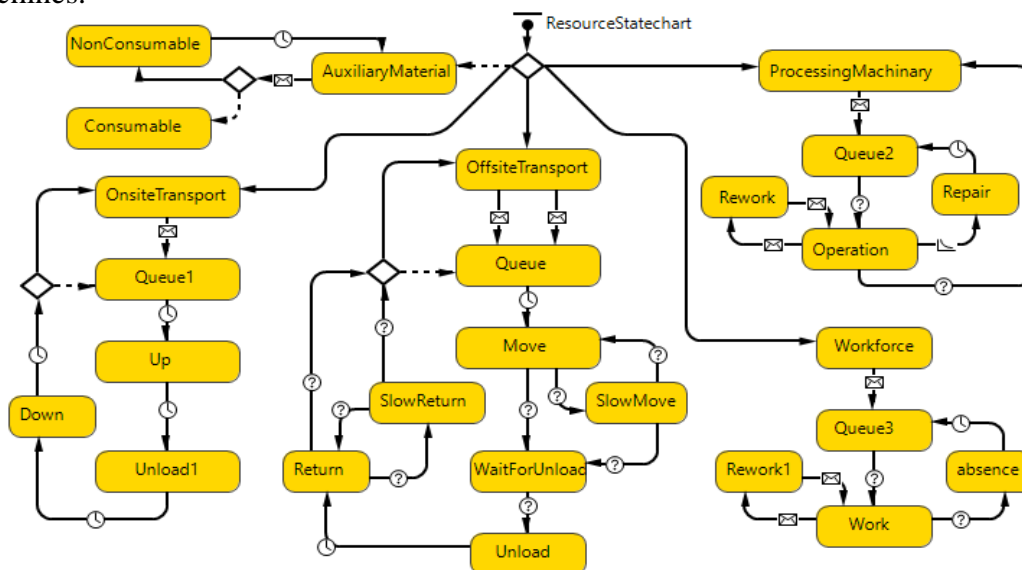 ResourceStatechart
NonConsumable
AuxiliaryMaterial
ProcessingMachinary
Consumable
Queue2
OnsiteTransport
OffsiteTransport
Rework
Repair
Operation
Queue1
Queue
Up
Move
Workforce
Down
SlowReturn
SlowMove
Queue3
Unload1
Return
WaitForUnload
Rework1
absence
Work
Unload